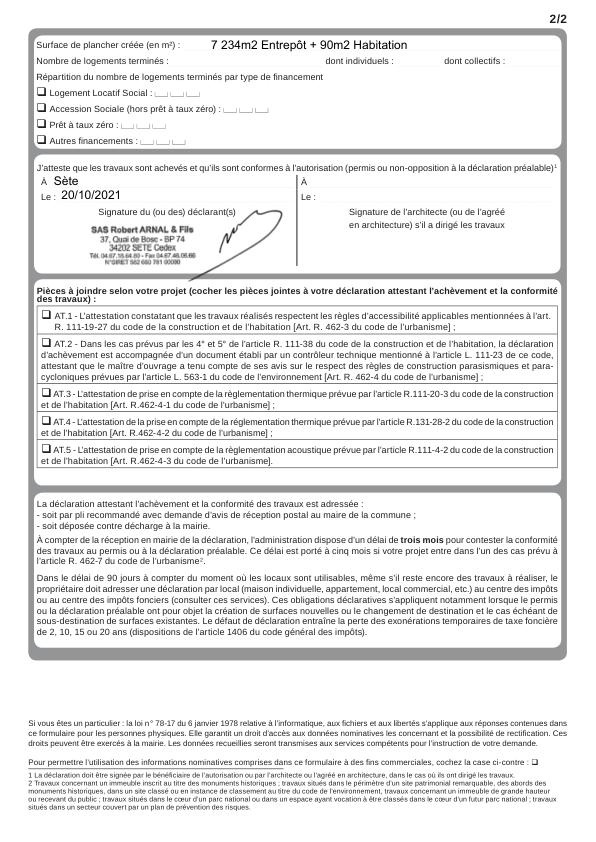 2/2
Surface de plancher créée (en m²) : 7 234m2 Entrepôt + 90m2 Habitation
Nombre de logements terminés : dont individuels : dont collectifs :
Répartition du nombre de logements terminés par type de financement
❑ Logement Locatif Social :
❑ Accession Sociale (hors prêt à taux zéro) :
❑ Prêt à taux zéro :
❑ Autres financements :
J'atteste que les travaux sont achevés et qu'ils sont conformes à l'autorisation (permis ou non-opposition à la déclaration préalable)¹
À Sète
Le : 20/10/2021
Signature du (ou des) déclarant(s)
SAS Robert ARNAL & Fils
37, Quai de Bosc - BP 74
34202 SETE Cedex
À
Le :
Signature de l'architecte (ou de l'agréé
en architecture) s'il a dirigé les travaux
Pièces à joindre selon votre projet (cocher les pièces jointes à votre déclaration attestant l'achèvement et la conformité
des travaux) :
❑ AT.1 - L'attestation constatant que les travaux réalisés respectent les règles d'accessibilité applicables mentionnées à l'art.
R. 111-19-27 du code de la construction et de l'habitation [Art. R. 462-3 du code de l'urbanisme] ;
❑ AT.2 - Dans les cas prévus par les 4° et 5° de l'article R. 111-38 du code de la construction et de l'habitation, la déclaration
d'achèvement est accompagnée d'un document établi par un contrôleur technique mentionné à l'article L. 111-23 de ce code,
attestant que le maître d'ouvrage a tenu compte de ses avis sur le respect des règles de construction parasismiques et para-
cycloniques prévues par l'article L. 563-1 du code de l'environnement [Art. R. 462-4 du code de l'urbanisme] ;
❑ AT.3 - L'attestation de prise en compte de la règlementation thermique prévue par l'article R.111-20-3 du code de la construction
et de l'habitation [Art. R.462-4-1 du code de l'urbanisme] ;
❑ AT.4 - L'attestation de la prise en compte de la réglementation thermique prévue par l'article R.131-28-2 du code de la construction
et de l'habitation [Art. R.462-4-2 du code de l'urbanisme] ;
❑ AT.5 - L'attestation de prise en compte de la règlementation acoustique prévue par l'article R.111-4-2 du code de la construction
et de l'habitation [Art. R.462-4-3 du code de l'urbanisme].
La déclaration attestant l'achèvement et la conformité des travaux est adressée :
- soit par pli recommandé avec demande d'avis de réception postal au maire de la commune ;
- soit déposée contre décharge à la mairie.
À compter de la réception en mairie de la déclaration, l'administration dispose d'un délai de trois mois pour contester la conformité
des travaux au permis ou à la déclaration préalable. Ce délai est porté à cinq mois si votre projet entre dans l'un des cas prévu à
l'article R. 462-7 du code de l'urbanisme².
Dans le délai de 90 jours à compter du moment où les locaux sont utilisables, même s'il reste encore des travaux à réaliser, le
propriétaire doit adresser une déclaration par local (maison individuelle, appartement, local commercial, etc.) au centre des impôts
ou au centre des impôts fonciers (consulter ces services). Ces obligations déclaratives s'appliquent notamment lorsque le permis
ou la déclaration préalable ont pour objet la création de surfaces nouvelles ou le changement de destination et le cas échéant de
sous-destination de surfaces existantes. Le défaut de déclaration entraîne la perte des exonérations temporaires de taxe foncière
de 2, 10, 15 ou 20 ans (dispositions de l'article 1406 du code général des impôts).
Si vous êtes un particulier : la loi n° 78-17 du 6 janvier 1978 relative à l'informatique, aux fichiers et aux libertés s'applique aux réponses contenues dans
ce formulaire pour les personnes physiques. Elle garantit un droit d'accès aux données nominatives les concernant et la possibilité de rectification. Ces
droits peuvent être exercés à la mairie. Les données recueillies seront transmises aux services compétents pour l'instruction de votre demande.
Pour permettre l'utilisation des informations nominatives comprises dans ce formulaire à des fins commerciales, cochez la case ci-contre : ❑
1 La déclaration doit être signée par le bénéficiaire de l'autorisation ou par l'architecte ou l'agréé en architecture, dans le cas où ils ont dirigé les travaux.
2 Travaux concernant un immeuble inscrit au titre des monuments historiques ; travaux situés dans le périmètre d'un site patrimonial remarquable, des abords des
monuments historiques, dans un site classé ou en instance de classement au titre du code de l'environnement, travaux concernant un immeuble de grande hauteur
ou recevant du public ; travaux situés dans le cœur d'un parc national ou dans un espace ayant vocation à être classés dans le cœur d'un futur parc national ; travaux
situés dans un secteur couvert par un plan de prévention des risques.